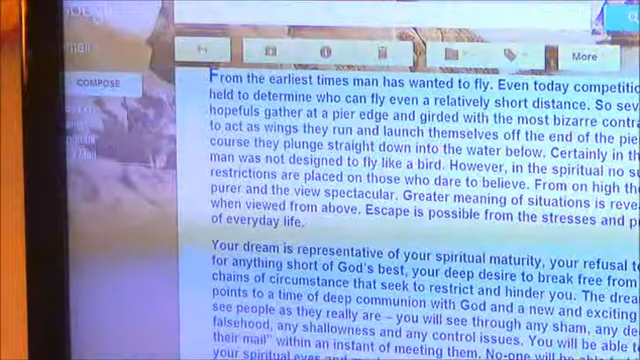 COMPOSE
More
From the earliest times man has wanted to fly. Even today
held to determine who can fly even a relatively short distance. So
hopefuls gather at a pier edge and girded with the most bizarre
to act as wings they run and launch themselves off the end of the
course they plunge straight down into the water below. Certainly in
man was not designed to fly like a bird. However, in the spiritual no
restrictions are placed on those who dare to believe. From on high
purer and the view spectacular. Greater meaning of situations is
when viewed from above. Escape is possible from the stresses and
of everyday life.
Your dream is representative of your spiritual maturity, your refusal
for anything short of God's best, your deep desire to break free from
chains of circumstance that seek to restrict and hinder you. The
points to a time of deep communion with God and a new and exciting
see people as they really are – you will see through any sham, any
falsehood, any shallowness and any control issues. You will be able
their mail" within an instant of meeting them. No-one will be
your spiritual eyes and